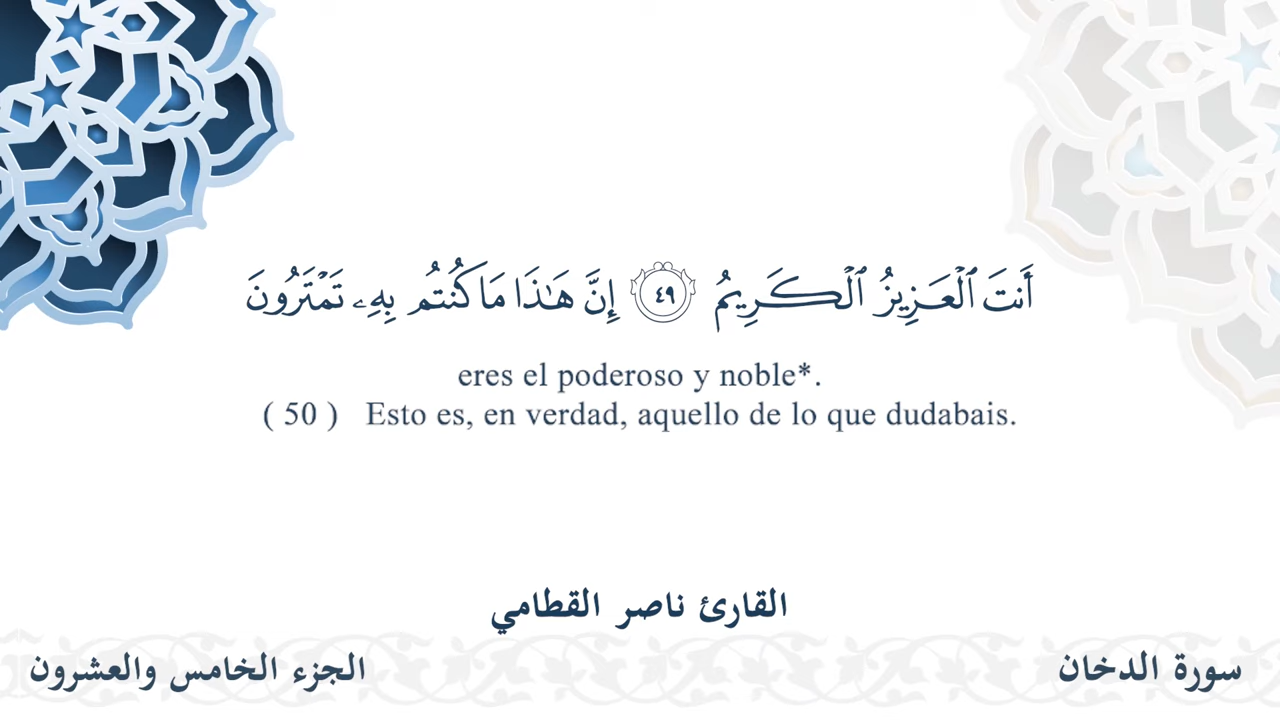 أَنتَ ٱلْعَزِيزُ ٱلْكَرِيمُ ٤٩ إِنَّ هَـٰذَا مَا كُنتُم بِهِۦ تَمْتَرُونَ
eres el poderoso y noble*.
( 50 ) Esto es, en verdad, aquello de lo que dudabais.
القارئ ناصر القطامي
سورة الدخان
الجزء الخامس والعشرون